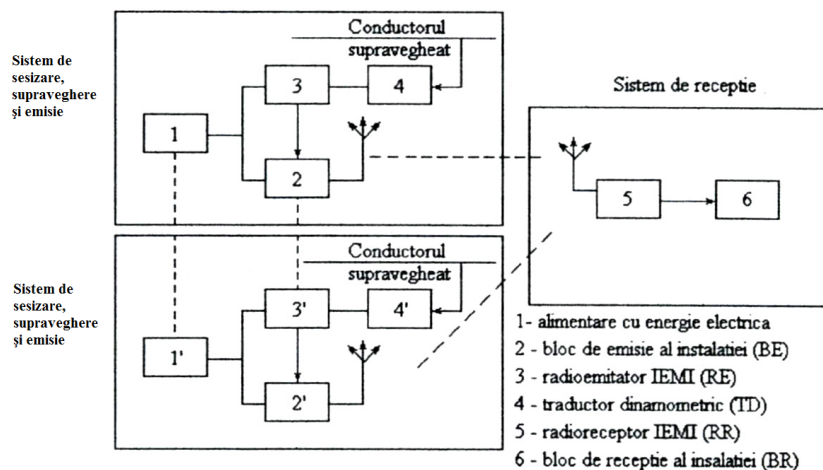 Sistem de
sesizare,
supraveghere
și emisie
Conductorul
supravegheat
3
4
1
2
Sistem de receptie
5
6
Sistem de
sesizare,
supraveghere
și emisie
Conductorul
supravegheat
3'
4'
1'
2'
1- alimentare cu energie electrica
2 - bloc de emisie al instalatiei (BE)
3 - radioemitator IEMI (RE)
4 - traductor dinamometric (TD)
5 - radioreceptor IEMI (RR)
6 - bloc de receptie al insalatiei (BR)